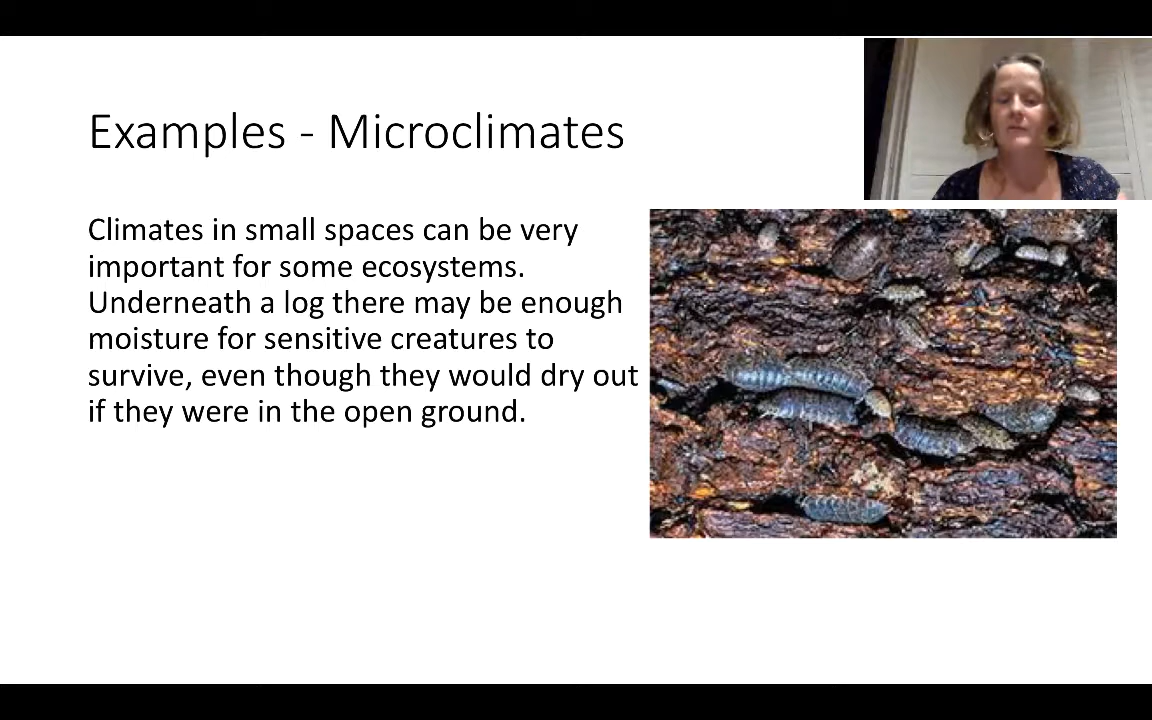 Examples - Microclimates
Climates in small spaces can be very
important for some ecosystems.
Underneath a log there may be enough
moisture for sensitive creatures to
survive, even though they would dry out
if they were in the open ground.